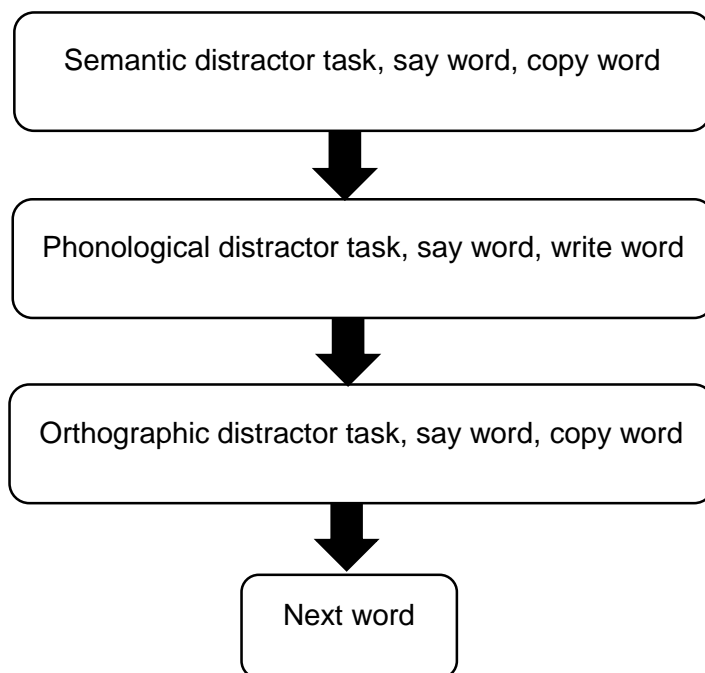 Semantic distractor task, say word, copy word
Phonological distractor task, say word, write word
Orthographic distractor task, say word, copy word
Next word